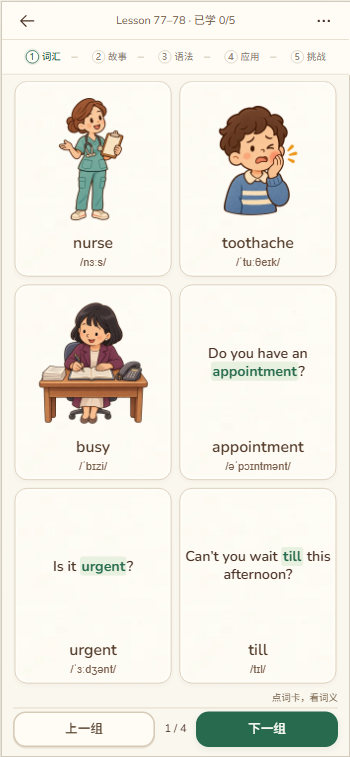 Lesson 77–78 · 已学 0/5
1 词汇 – 2 故事 – 3 语法 – 4 应用 – 5 挑战
nurse
/nɜːs/
toothache
/ˈtuːθeɪk/
busy
/ˈbɪzi/
Do you have an
appointment?
appointment
/əˈpɔɪntmənt/
Is it urgent?
urgent
/ˈɜːdʒənt/
Can't you wait till this
afternoon?
till
/tɪl/
点词卡，看词义
上一组
1 / 4
下一组